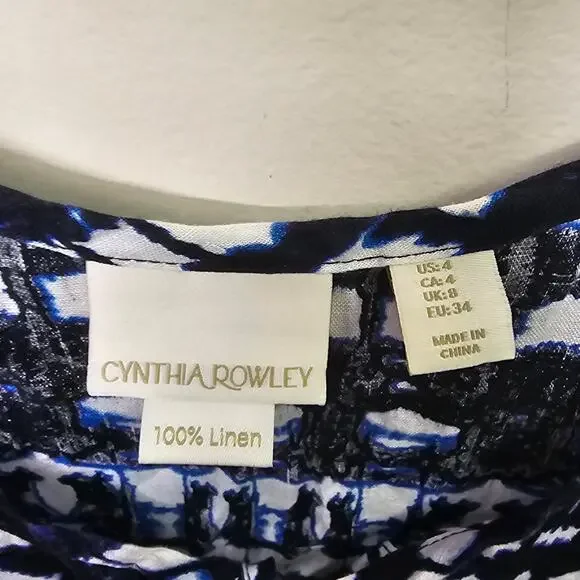 CYNTHIA ROWLEY
100% Linen
US: 4
CA: 4
UK: 8
EU: 34
MADE IN
CHINA